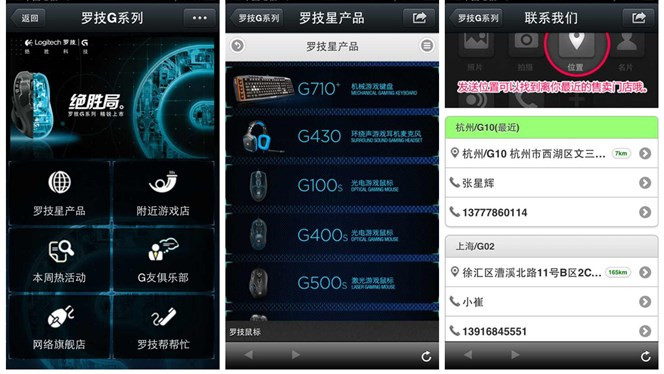 返回
罗技G系列
Logitech 罗技 G
绝胜局。
罗技G系列 精锐上市
罗技星产品
附近游戏店
本周热活动
G友俱乐部
网络旗舰店
罗技帮帮忙
罗技G系列
罗技星产品
罗技星产品
G710+
机械游戏键盘
MECHANICAL GAMING KEYBOARD
G430
环绕声游戏耳机麦克风
SURROUND SOUND GAMING HEADSET
G100s
光电游戏鼠标
OPTICAL GAMING MOUSE
G400s
光电游戏鼠标
OPTICAL GAMING MOUSE
G500s
激光游戏鼠标
LASER GAMING MOUSE
罗技鼠标
罗技G系列
联系我们
照片
拍摄
位置
名片
发送位置可以找到离你最近的售卖门店哦。
杭州/G10(最近)
杭州/G10 杭州市西湖区文三... 7km
张星辉
13777860114
上海/G02
徐汇区漕溪北路11号B区2C... 165km
小崔
13916845551